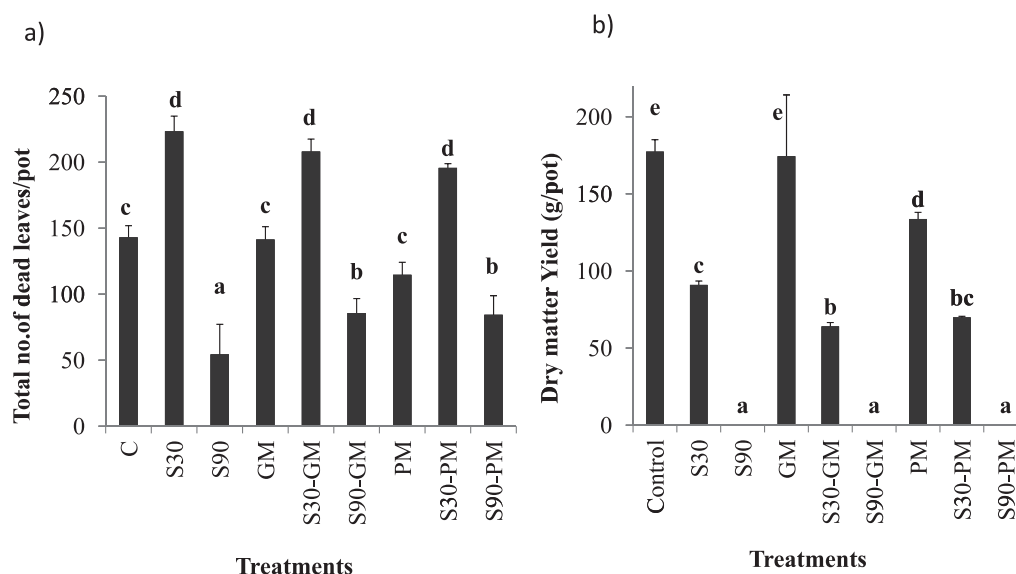 a)
Total no.of dead leaves/pot
250
200
150
100
50
0
c
d
a
c
d
b
c
d
b
C
S30
S90
GM
S30-GM
S90-GM
PM
S30-PM
S90-PM
Treatments
b)
Dry matter Yield (g/pot)
200
150
100
50
0
e
c
a
e
b
a
d
bc
a
Control
S30
S90
GM
S30-GM
S90-GM
PM
S30-PM
S90-PM
Treatments